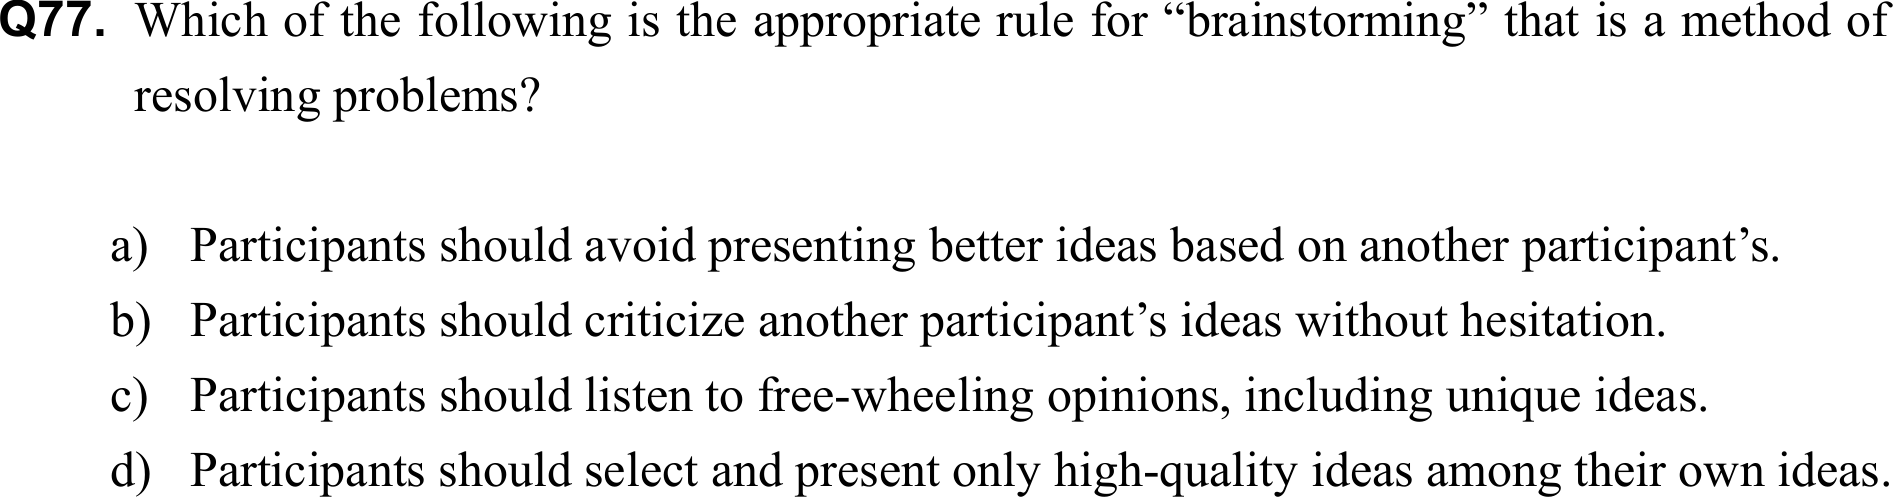 Q77. Which of the following is the appropriate rule for “brainstorming” that is a method of
resolving problems?
a) Participants should avoid presenting better ideas based on another participant’s.
b) Participants should criticize another participant’s ideas without hesitation.
c) Participants should listen to free-wheeling opinions, including unique ideas.
d) Participants should select and present only high-quality ideas among their own ideas.